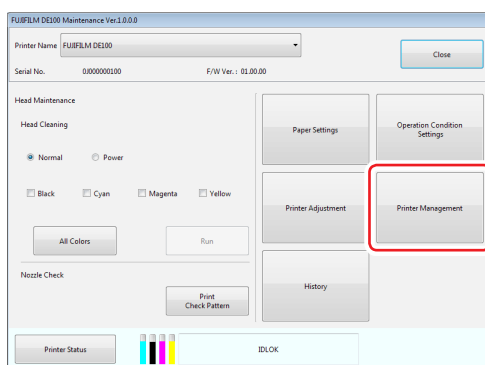 FUJIFILM DE100 Maintenance Ver.1.0.0.0
Printer Name FUJIFILM DE100
Close
Serial No. 0J000000100 F/W Ver. : 01.00.00
Head Maintenance
Head Cleaning
Normal Power
Black Cyan Magenta Yellow
All Colors Run
Nozzle Check
Print
Check Pattern
Paper Settings
Operation Condition
Settings
Printer Adjustment
Printer Management
History
Printer Status
IDLOK